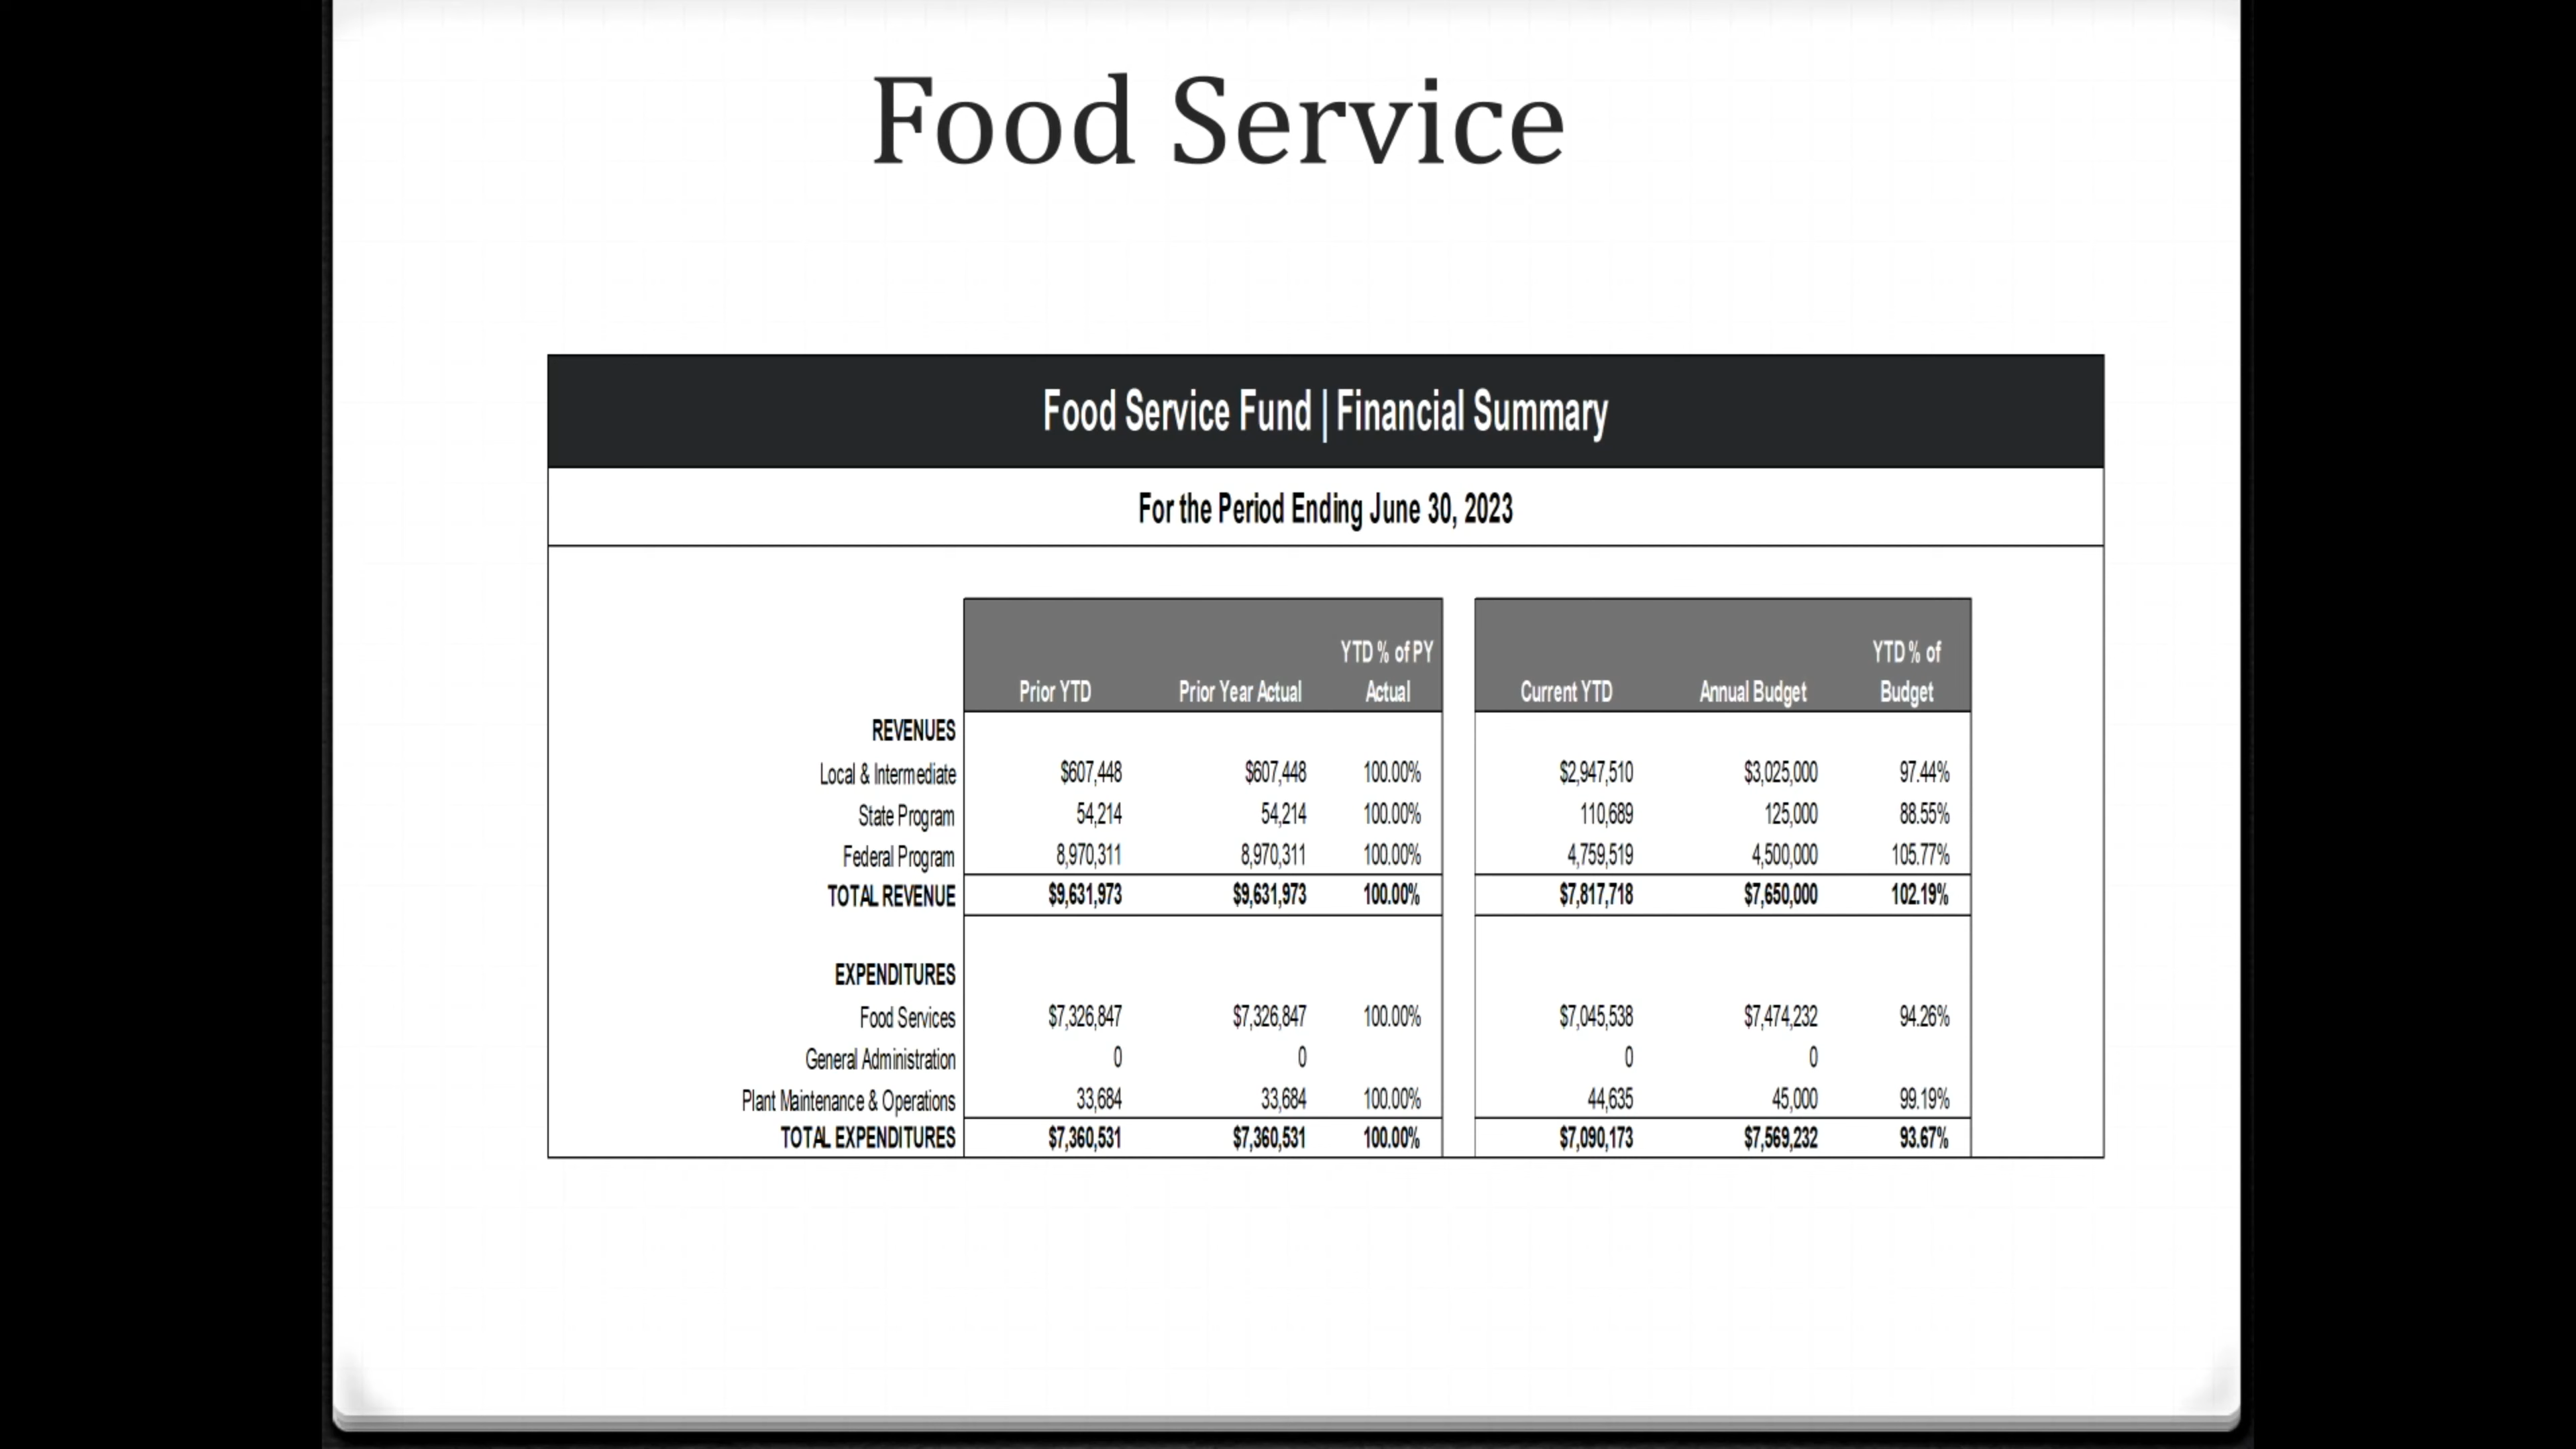 Food Service
Food Service Fund | Financial Summary
For the Period Ending June 30, 2023
Prior YTD Prior Year Actual YTD % of PY Actual Current YTD Annual Budget YTD % of Budget
REVENUES
Local & Intermediate $607,448 $607,448 100.00% $2,947,510 $3,025,000 97.44%
State Program 54,214 54,214 100.00% 110,689 125,000 88.55%
Federal Program 8,970,311 8,970,311 100.00% 4,759,519 4,500,000 105.77%
TOTAL REVENUE $9,631,973 $9,631,973 100.00% $7,817,718 $7,650,000 102.19%
EXPENDITURES
Food Services $7,326,847 $7,326,847 100.00% $7,045,538 $7,474,232 94.26%
General Administration 0 0 0 0
Plant Maintenance & Operations 33,684 33,684 100.00% 44,635 45,000 99.19%
TOTAL EXPENDITURES $7,360,531 $7,360,531 100.00% $7,090,173 $7,569,232 93.67%